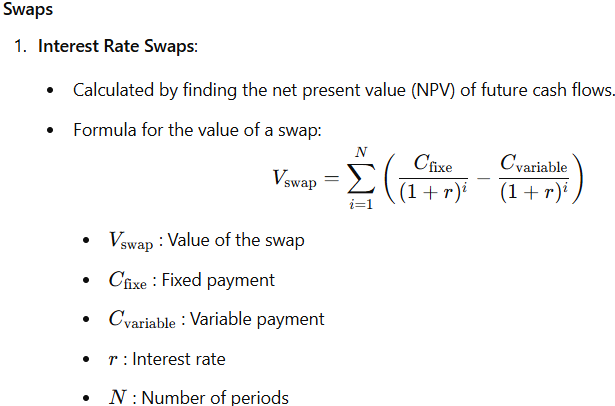 Swaps
1. Interest Rate Swaps:
• Calculated by finding the net present value (NPV) of future cash flows.
• Formula for the value of a swap:
$V_{\text{swap}} = \sum_{i=1}^{N} \left( \frac{C_{\text{fixe}}}{(1+r)^i} - \frac{C_{\text{variable}}}{(1+r)^i} \right)$
• $V_{\text{swap}}$ : Value of the swap
• $C_{\text{fixe}}$ : Fixed payment
• $C_{\text{variable}}$ : Variable payment
• $r$ : Interest rate
• $N$ : Number of periods